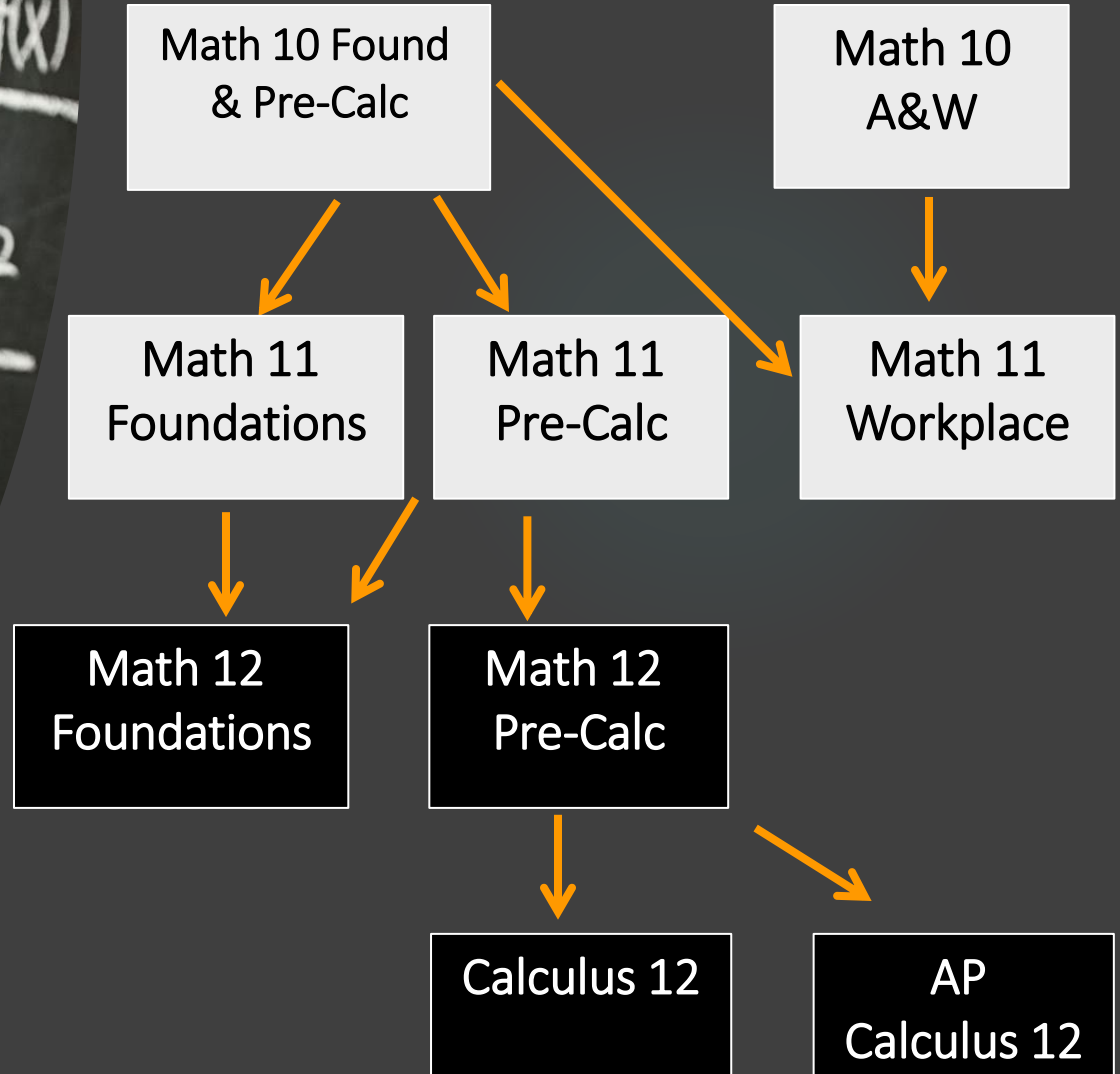 Math 10 Found
& Pre-Calc
Math 10
A&W
Math 11
Foundations
Math 11
Pre-Calc
Math 11
Workplace
Math 12
Foundations
Math 12
Pre-Calc
Calculus 12
AP
Calculus 12